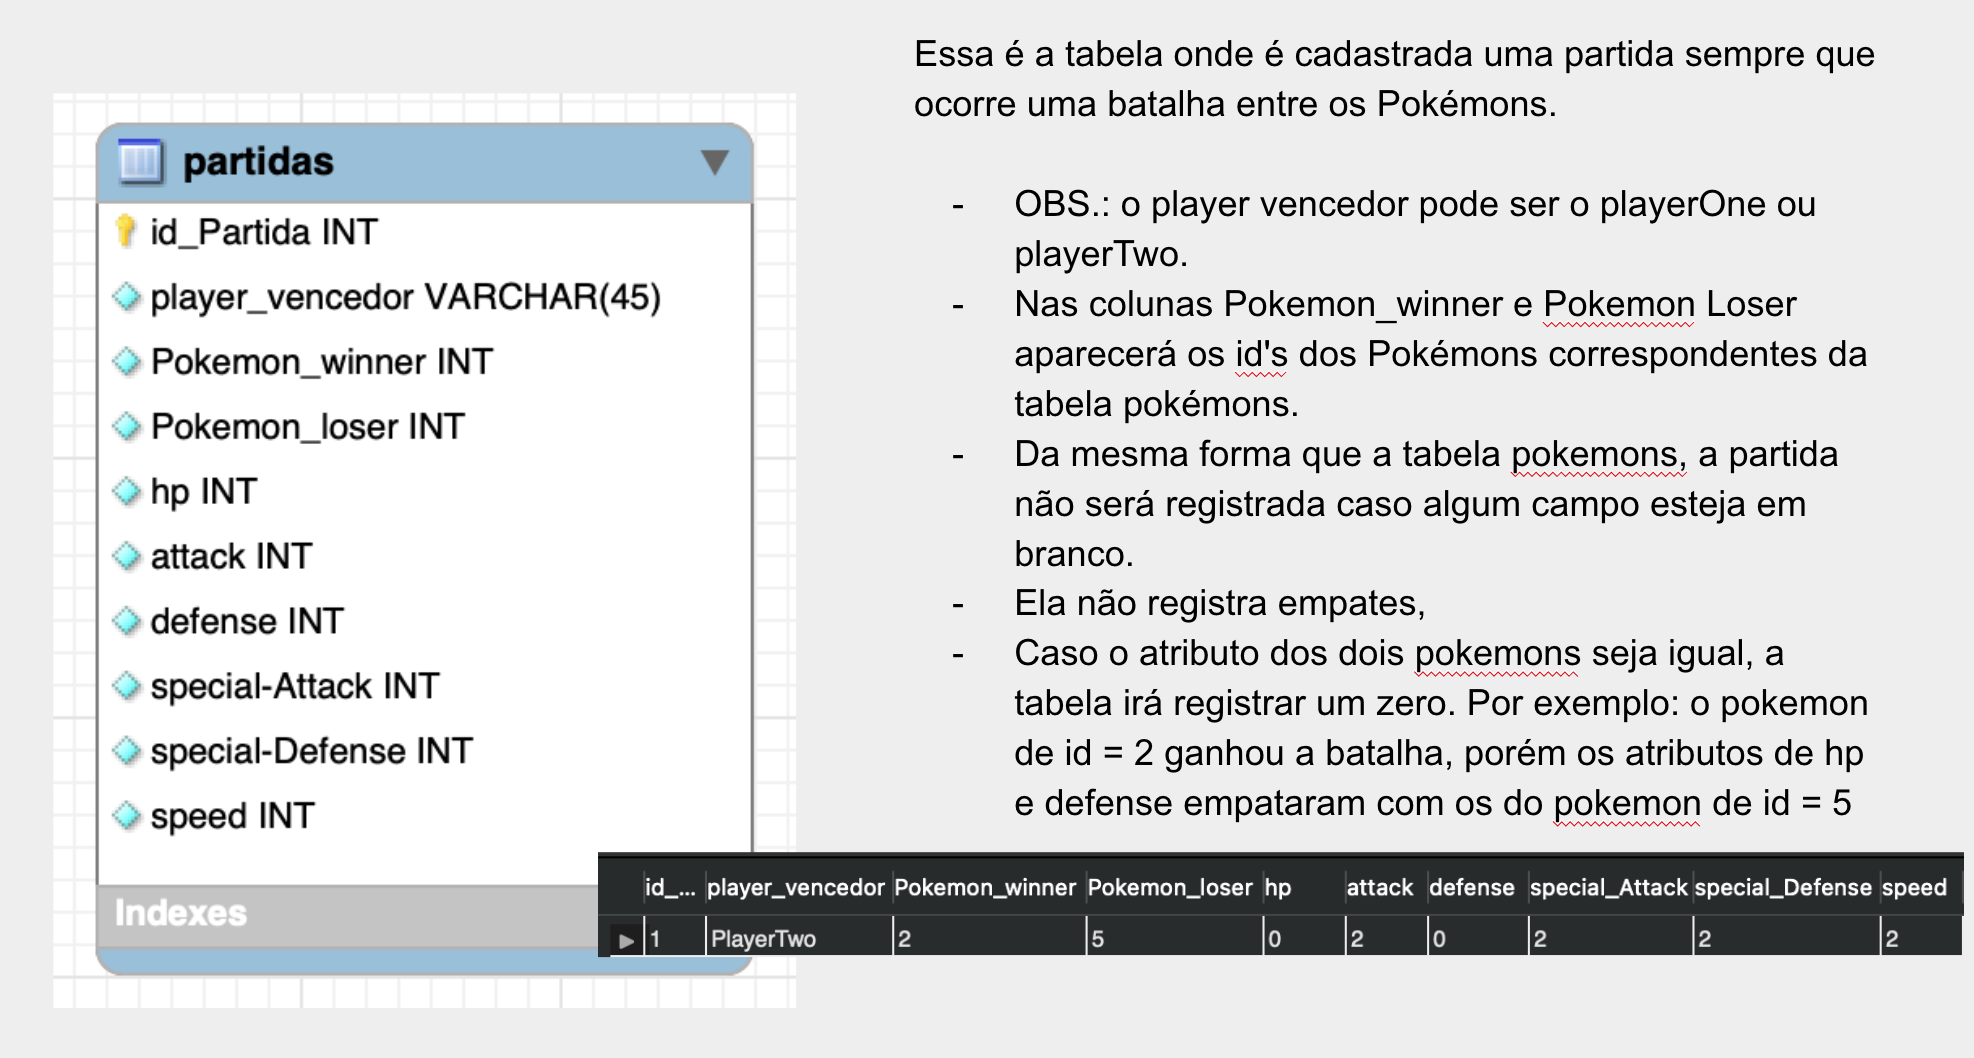 Essa é a tabela onde é cadastrada uma partida sempre que
ocorre uma batalha entre os Pokémons.
- OBS.: o player vencedor pode ser o playerOne ou
playerTwo.
- Nas colunas Pokemon_winner e Pokemon Loser
aparecerá os id's dos Pokémons correspondentes da
tabela pokémons.
- Da mesma forma que a tabela pokemons, a partida
não será registrada caso algum campo esteja em
branco.
- Ela não registra empates,
- Caso o atributo dos dois pokemons seja igual, a
tabela irá registrar um zero. Por exemplo: o pokemon
de id = 2 ganhou a batalha, porém os atributos de hp
e defense empataram com os do pokemon de id = 5
partidas
id_Partida INT
player_vencedor VARCHAR(45)
Pokemon_winner INT
Pokemon_loser INT
hp INT
attack INT
defense INT
special-Attack INT
special-Defense INT
speed INT
Indexes
id_... player_vencedor Pokemon_winner Pokemon_loser hp attack defense special_Attack special_Defense speed
1 PlayerTwo 2 5 0 2 0 2 2 2